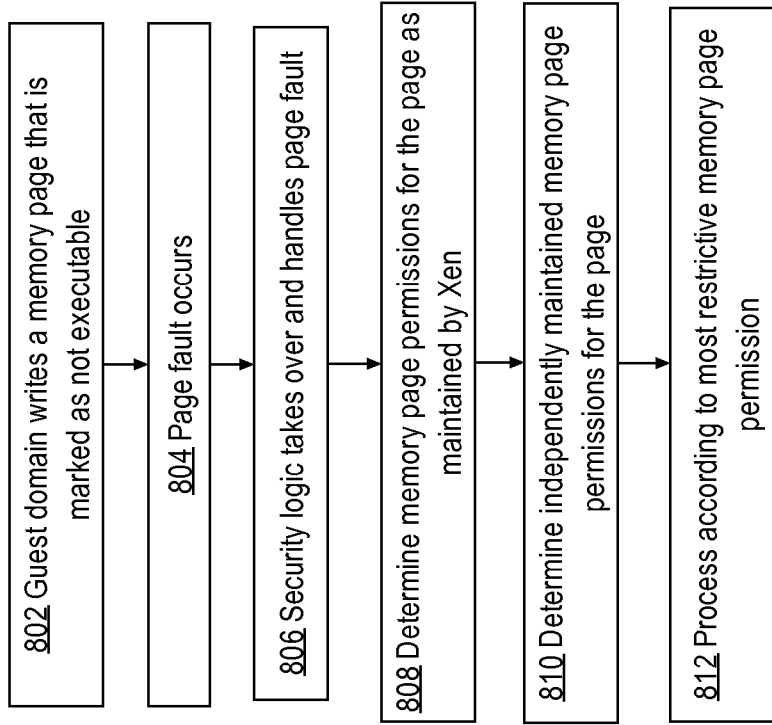 802 Guest domain writes a memory page that is
marked as not executable
804 Page fault occurs
806 Security logic takes over and handles page fault
808 Determine memory page permissions for the page as
maintained by Xen
810 Determine independently maintained memory page
permissions for the page
812 Process according to most restrictive memory page
permission